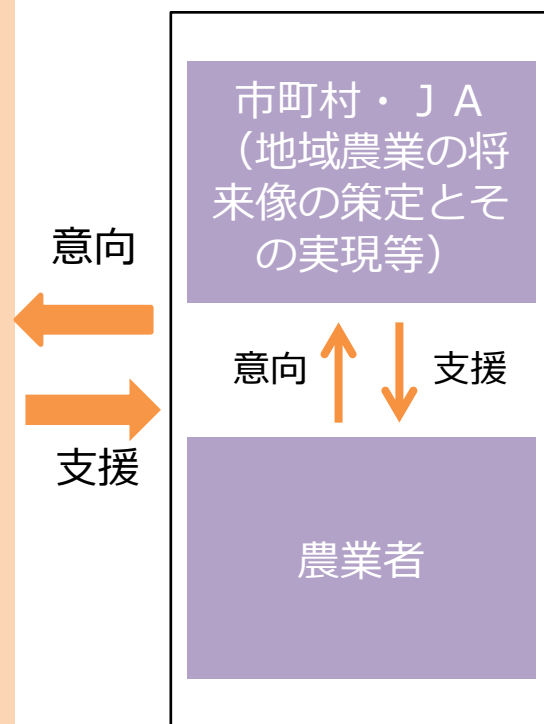 市町村・ＪＡ
（地域農業の将
来像の策定とそ
の実現等）
意向
支援
意向
支援
農業者